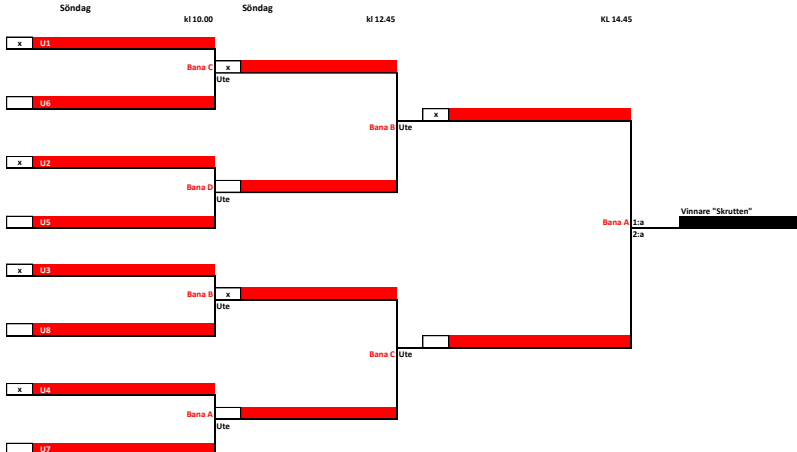 Söndag Söndag
kl 10.00 kl 12.45 KL 14.45
x U1
Bana C x
Ute
U6
x
Bana B Ute
x U2
Bana D
Ute
Vinnare "Skrutten"
U5
Bana A 1:a
2:a
x U3
Bana B x
Ute
U8
Bana C Ute
x U4
Bana A
Ute
U7